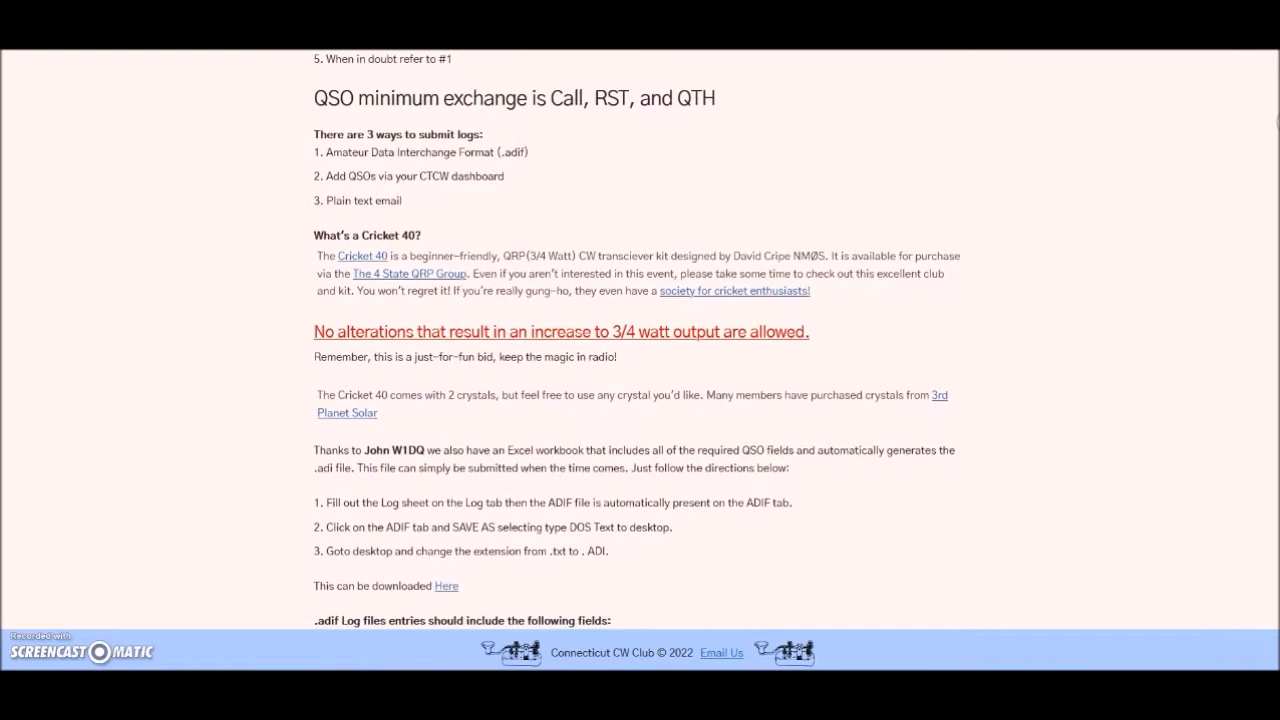 5. When in doubt refer to #1
QSO minimum exchange is Call, RST, and QTH
There are 3 ways to submit logs:
1. Amateur Data Interchange Format (.adif)
2. Add QSOs via your CTCW dashboard
3. Plain text email
What's a Cricket 40?
The Cricket 40 is a beginner-friendly, QRP(3/4 Watt) CW transciever kit designed by David Cripe NMØS. It is available for purchase
via the The 4 State QRP Group. Even if you aren't interested in this event, please take some time to check out this excellent club
and kit. You won't regret it! If you're really gung-ho, they even have a society for cricket enthusiasts!
No alterations that result in an increase to 3/4 watt output are allowed.
Remember, this is a just-for-fun bid, keep the magic in radio!
The Cricket 40 comes with 2 crystals, but feel free to use any crystal you'd like. Many members have purchased crystals from 3rd
Planet Solar
Thanks to John W1DQ we also have an Excel workbook that includes all of the required QSO fields and automatically generates the
.adi file. This file can simply be submitted when the time comes. Just follow the directions below:
1. Fill out the Log sheet on the Log tab then the ADIF file is automatically present on the ADIF tab.
2. Click on the ADIF tab and SAVE AS selecting type DOS Text to desktop.
3. Goto desktop and change the extension from .txt to . ADI.
This can be downloaded Here
.adif Log files entries should include the following fields:
Recorded with
SCREENCAST O MATIC
Connecticut CW Club © 2022 Email Us